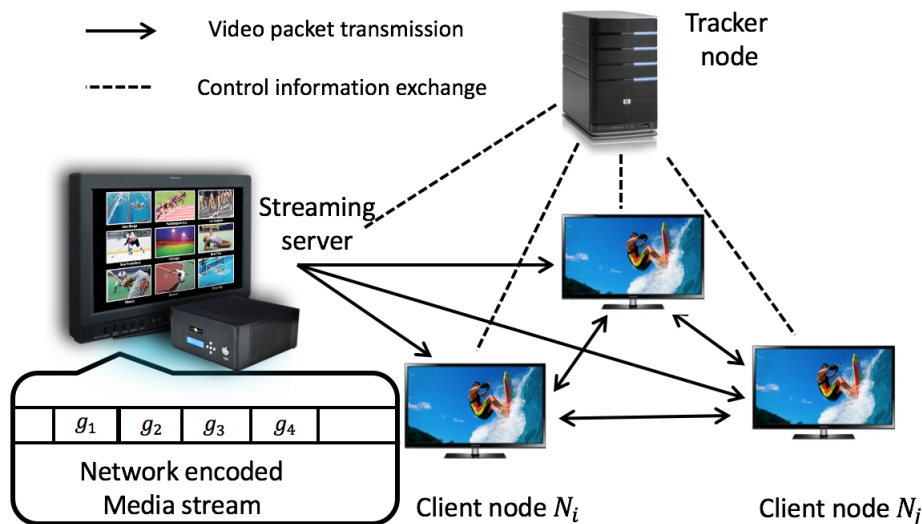 Video packet transmission
Control information exchange
Tracker
node
Streaming
server
g₁ g₂ g₃ g₄
Network encoded
Media stream
Client node Nᵢ
Client node Nⱼ